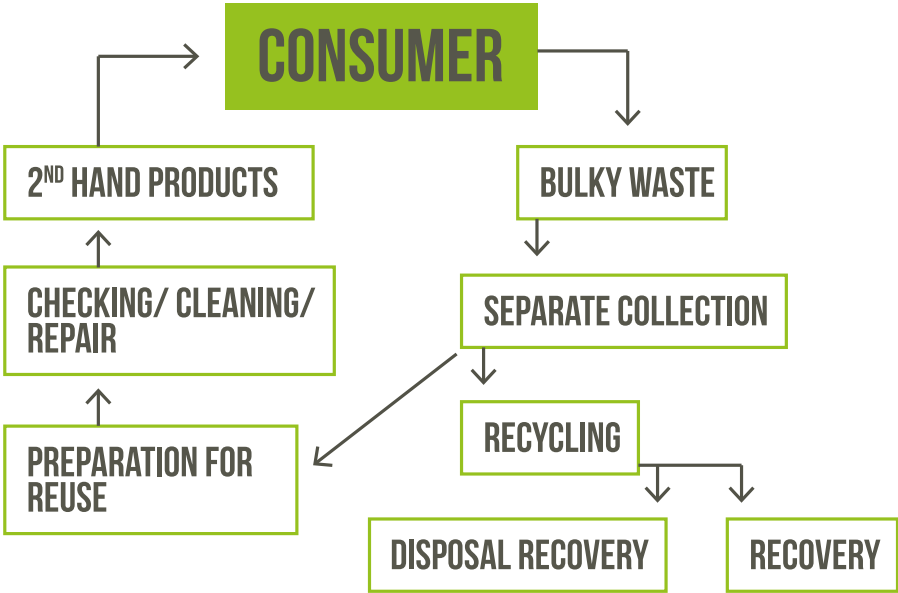 CONSUMER
2ND HAND PRODUCTS
BULKY WASTE
CHECKING/ CLEANING/
REPAIR
SEPARATE COLLECTION
PREPARATION FOR
REUSE
RECYCLING
DISPOSAL RECOVERY
RECOVERY